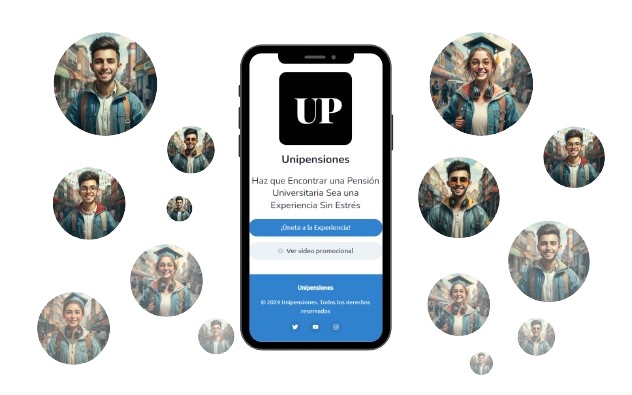 UP
Unipensiones
Haz que Encontrar una Pensión
Universitaria Sea una
Experiencia Sin Estrés
¡Únete a la Experiencia!
Ver video promocional
Unipensiones
© 2024 Unipensiones. Todos los derechos
reservados